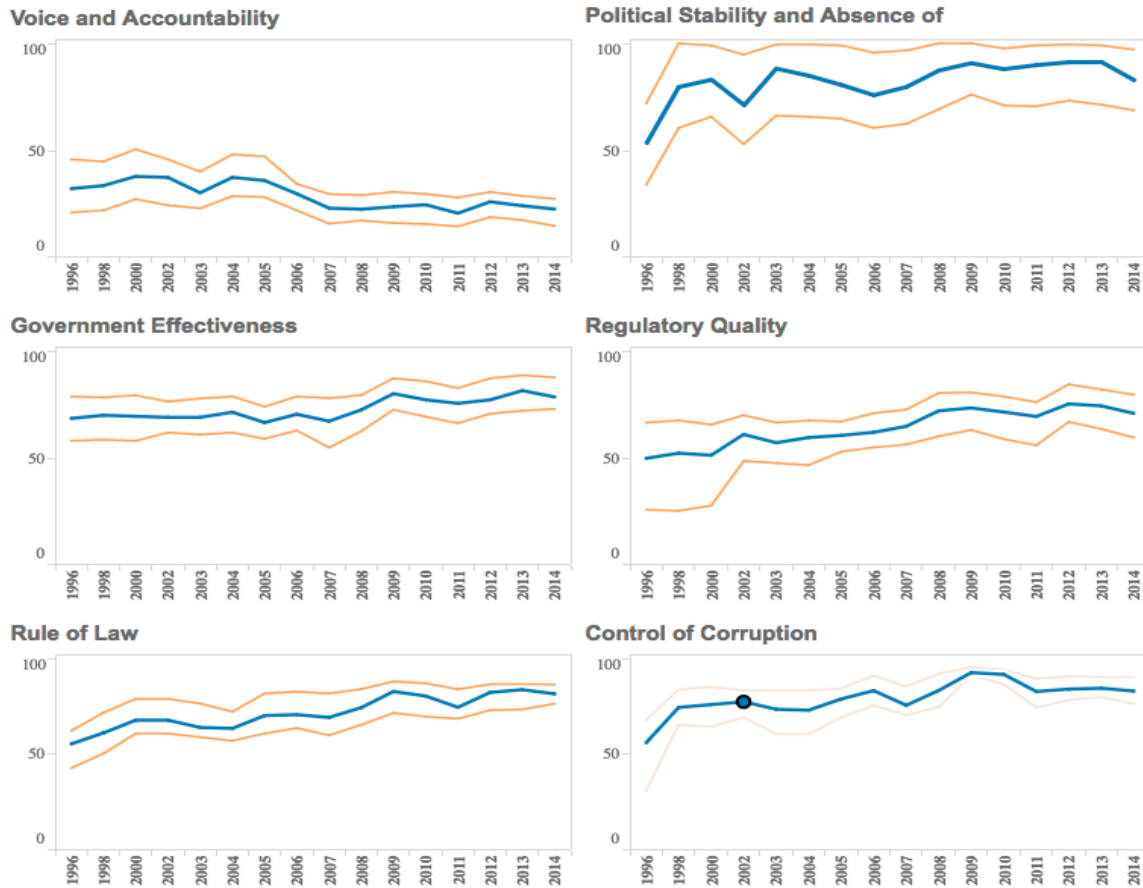 Voice and Accountability
100
50
0
1996 1998 2000 2002 2003 2004 2005 2006 2007 2008 2009 2010 2011 2012 2013 2014
Political Stability and Absence of
100
50
0
1996 1998 2000 2002 2003 2004 2005 2006 2007 2008 2009 2010 2011 2012 2013 2014
Government Effectiveness
100
50
0
1996 1998 2000 2002 2003 2004 2005 2006 2007 2008 2009 2010 2011 2012 2013 2014
Regulatory Quality
100
50
0
1996 1998 2000 2002 2003 2004 2005 2006 2007 2008 2009 2010 2011 2012 2013 2014
Rule of Law
100
50
0
1996 1998 2000 2002 2003 2004 2005 2006 2007 2008 2009 2010 2011 2012 2013 2014
Control of Corruption
100
50
0
1996 1998 2000 2002 2003 2004 2005 2006 2007 2008 2009 2010 2011 2012 2013 2014